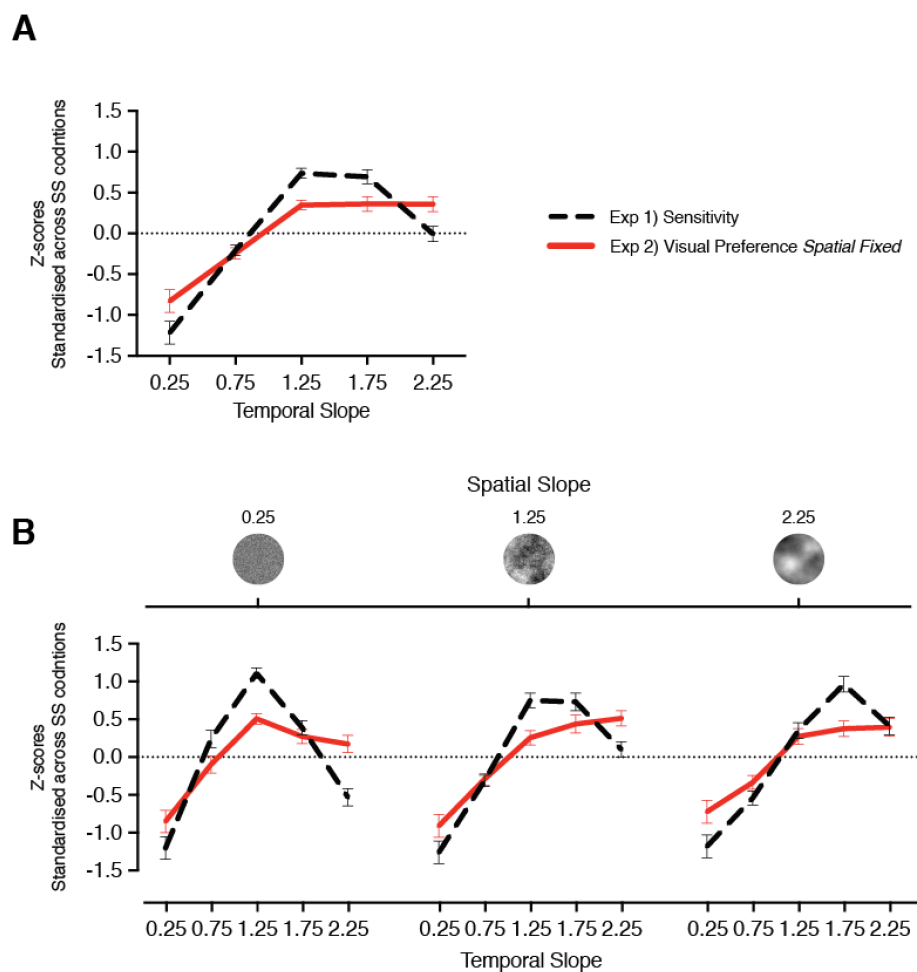 A
Z-scores
Standardised across SS codntions
1.5
1.0
0.5
0.0
-0.5
-1.0
-1.5
0.25 0.75 1.25 1.75 2.25
Temporal Slope
Exp 1) Sensitivity
Exp 2) Visual Preference Spatial Fixed
Spatial Slope
B
0.25 1.25 2.25
Z-scores
Standardised across SS codntions
1.5
1.0
0.5
0.0
-0.5
-1.0
-1.5
0.25 0.75 1.25 1.75 2.25 0.25 0.75 1.25 1.75 2.25 0.25 0.75 1.25 1.75 2.25
Temporal Slope